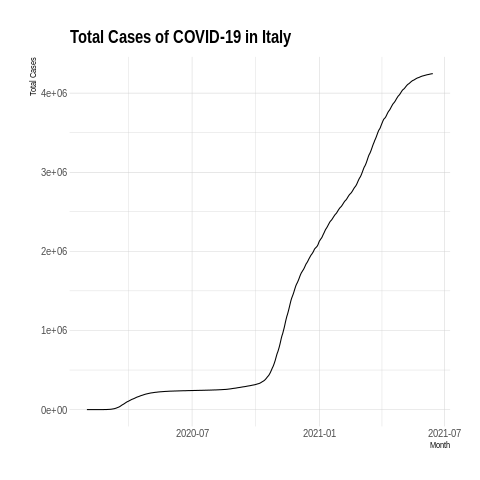 Total Cases of COVID-19 in Italy
Total Cases
4e+06
3e+06
2e+06
1e+06
0e+00
2020-07
2021-01
2021-07
Month